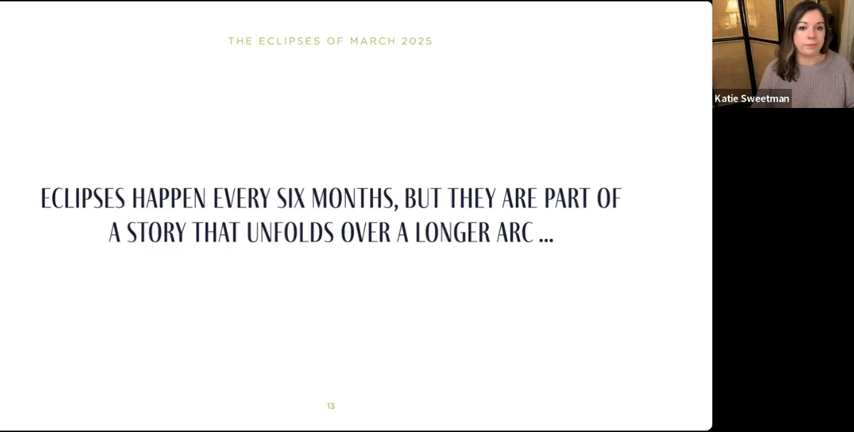 THE ECLIPSES OF MARCH 2025
Katie Sweetman
ECLIPSES HAPPEN EVERY SIX MONTHS, BUT THEY ARE PART OF
A STORY THAT UNFOLDS OVER A LONGER ARC ...
13